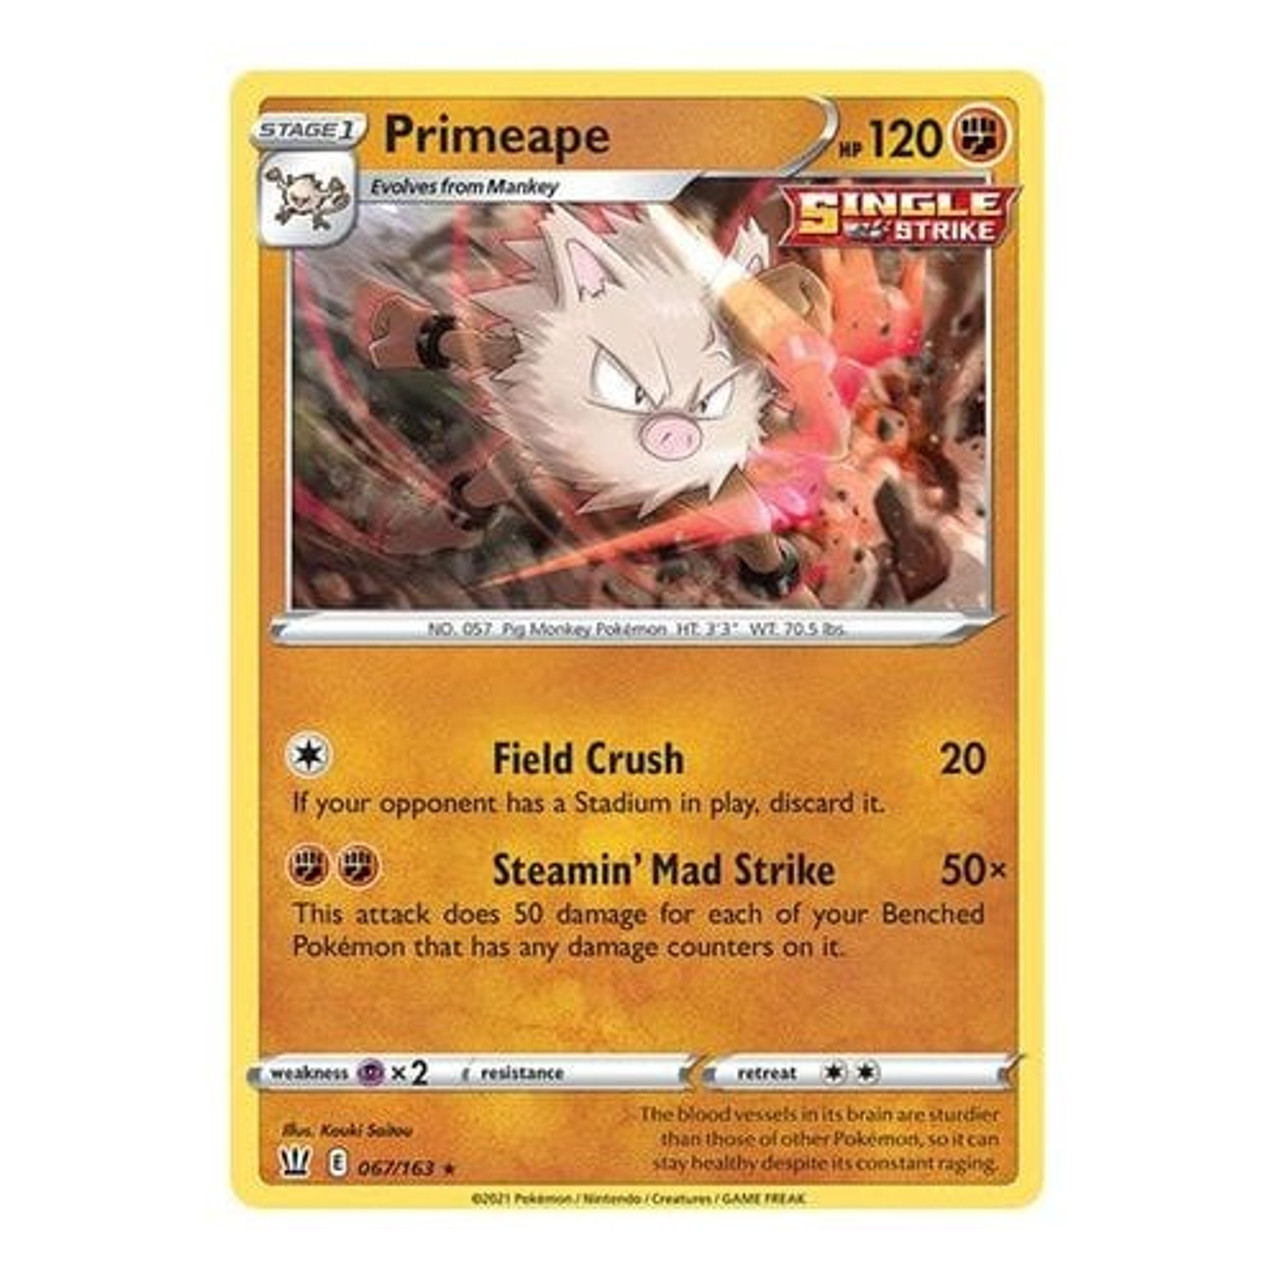 STAGE 1 Primeape HP 120
Evolves from Mankey
SINGLE
STRIKE
NO. 057 Pig Monkey Pokémon HT. 3'3" WT. 70.5 lbs.
Field Crush 20
If your opponent has a Stadium in play, discard it.
Steamin' Mad Strike 50×
This attack does 50 damage for each of your Benched
Pokémon that has any damage counters on it.
weakness ×2 resistance retreat
Illus. Kouki Saitou
E 067/163 ★
The blood vessels in its brain are sturdier
than those of other Pokémon, so it can
stay healthy despite its constant raging.
©2021 Pokémon / Nintendo / Creatures / GAME FREAK